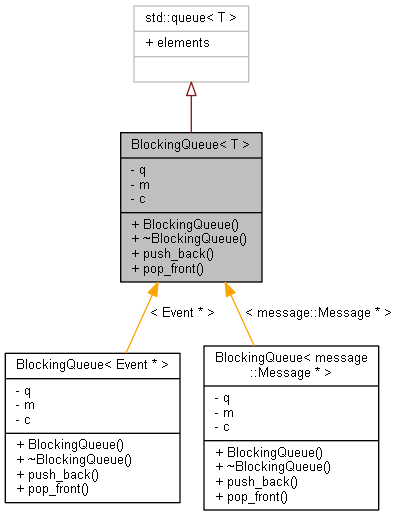 std::queue< T >
+ elements
BlockingQueue< T >
- q
- m
- c
+ BlockingQueue()
+ ~BlockingQueue()
+ push_back()
+ pop_front()
< Event * >
< message::Message * >
BlockingQueue< Event * >
- q
- m
- c
+ BlockingQueue()
+ ~BlockingQueue()
+ push_back()
+ pop_front()
BlockingQueue< message
::Message * >
- q
- m
- c
+ BlockingQueue()
+ ~BlockingQueue()
+ push_back()
+ pop_front()